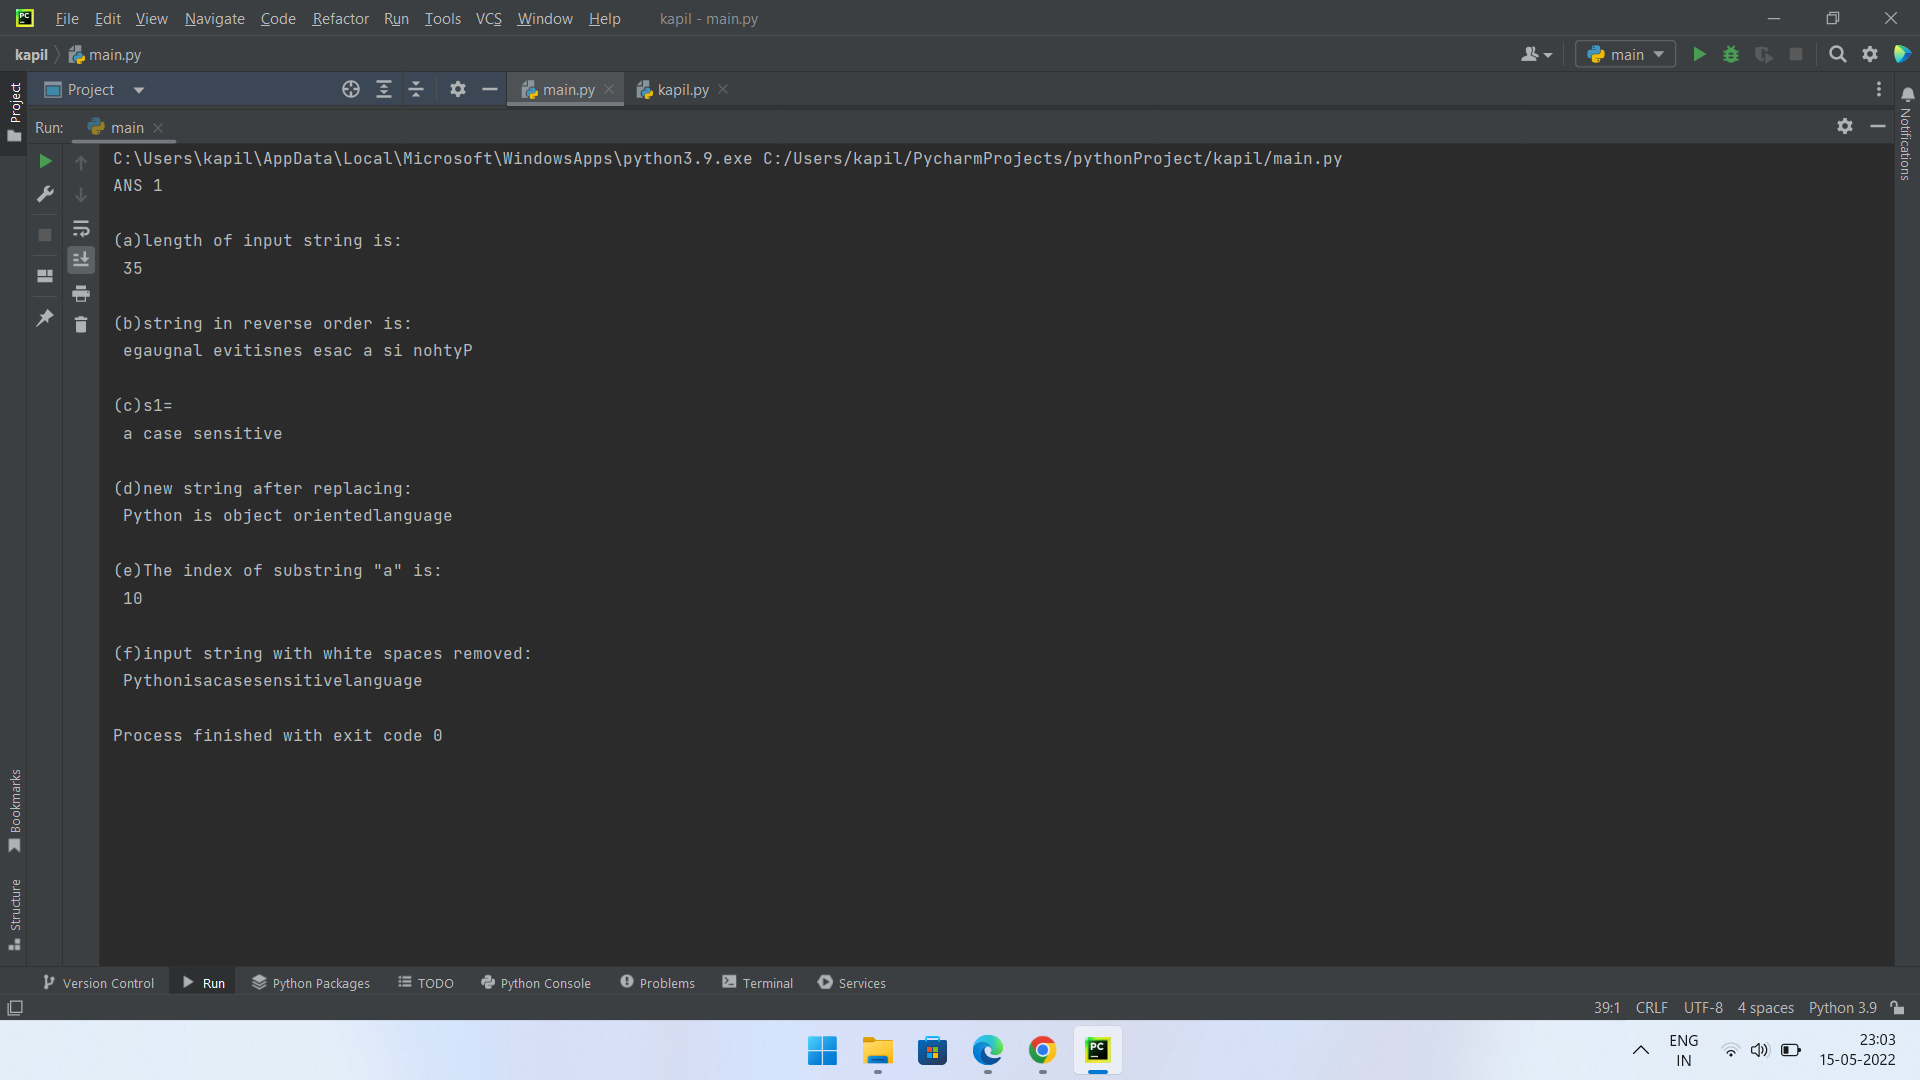 PC File Edit View Navigate Code Refactor Run Tools VCS Window Help kapil - main.py
kapil main.py main
Project Project main.py kapil.py
Run: main
Notifications
C:\Users\kapil\AppData\Local\Microsoft\WindowsApps\python3.9.exe C:/Users/kapil/PycharmProjects/pythonProject/kapil/main.py
ANS 1
(a)length of input string is:
35
(b)string in reverse order is:
egaugnal evitisnes esac a si nohtyP
(c)s1=
a case sensitive
(d)new string after replacing:
Python is object orientedlanguage
(e)The index of substring "a" is:
10
(f)input string with white spaces removed:
Pythonisacasesensitivelanguage
Process finished with exit code 0
Bookmarks
Structure
Version Control Run Python Packages TODO Python Console Problems Terminal Services
39:1 CRLF UTF-8 4 spaces Python 3.9
PC ENG 23:03
IN 15-05-2022